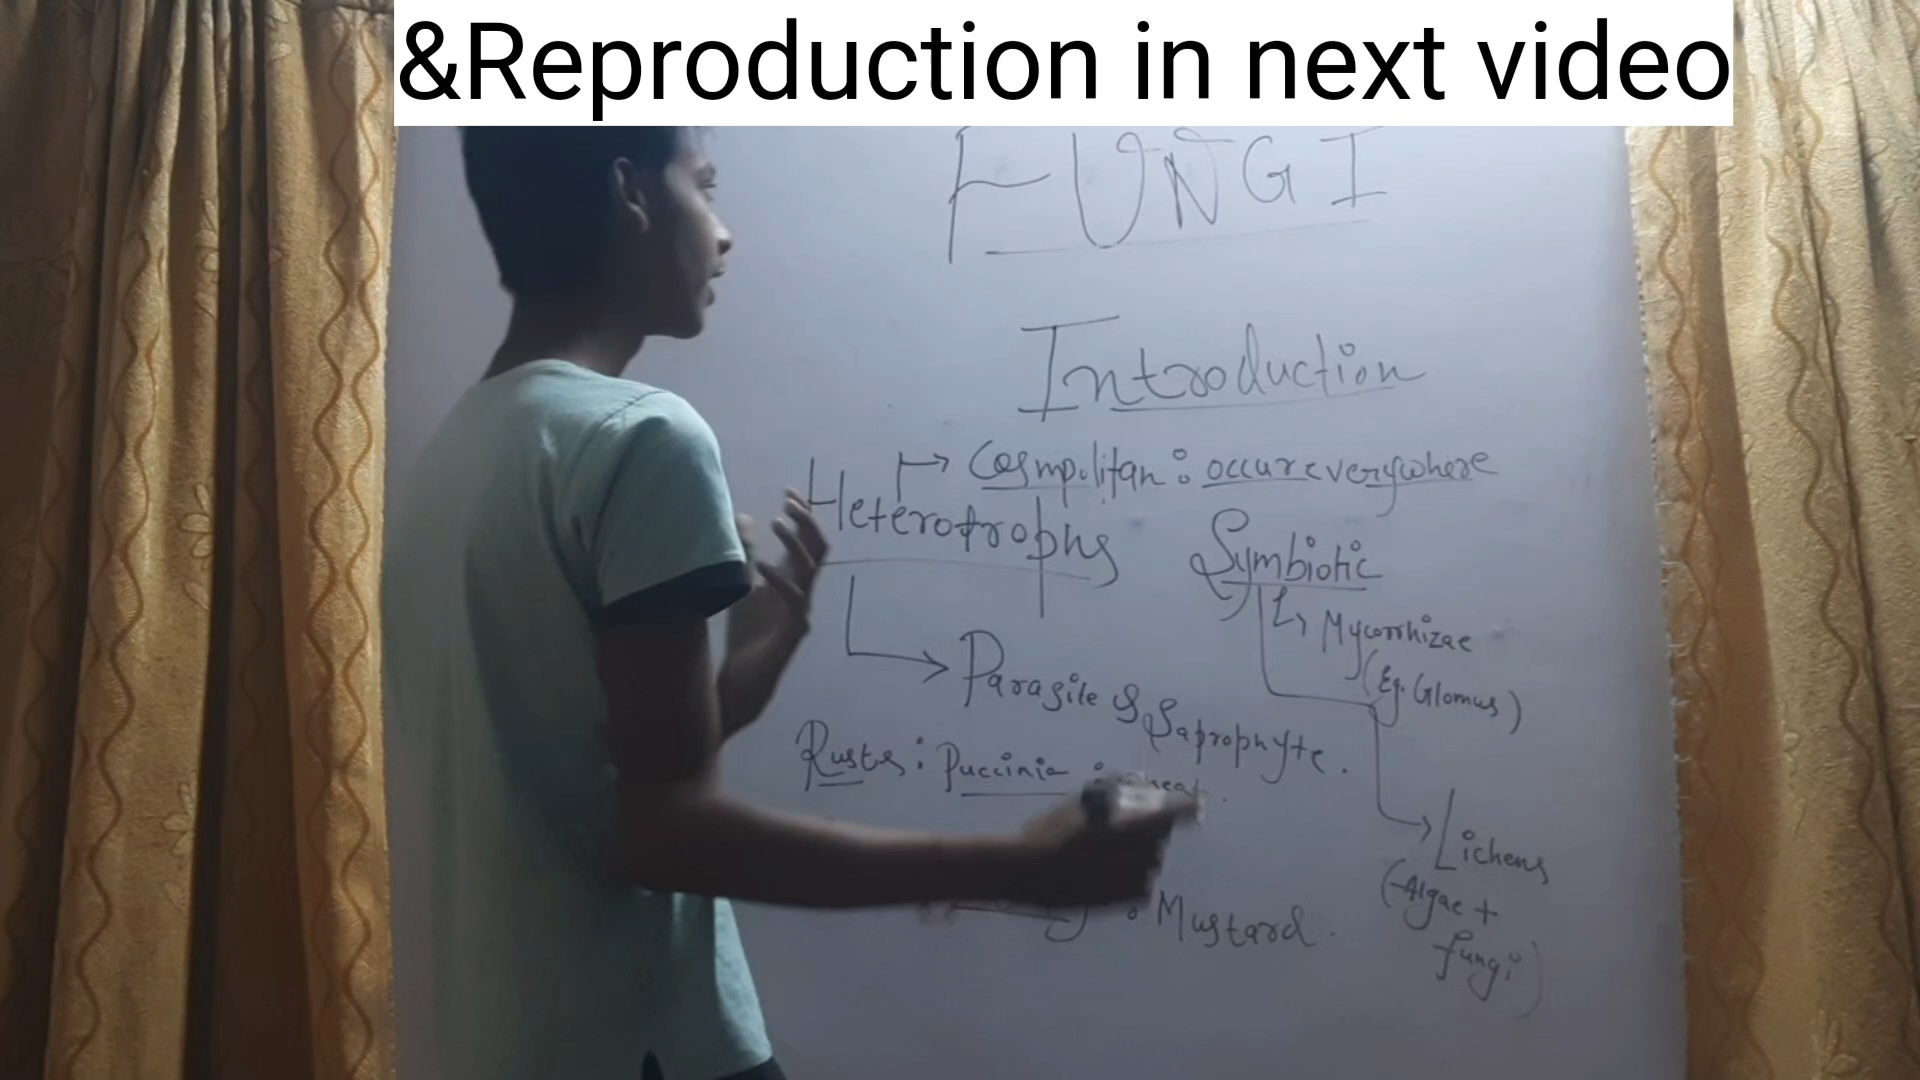 &Reproduction in next video
FUNGI
Introduction
Cosmpolitan : occur everywhere
Heterotrophs
Symbiotic
Mycorrhizae
(Eg. Glomus)
Parasite & Saprophyte.
Rusts : Puccinia :
Lichens
(Algae +
fungi)
: Mustard.